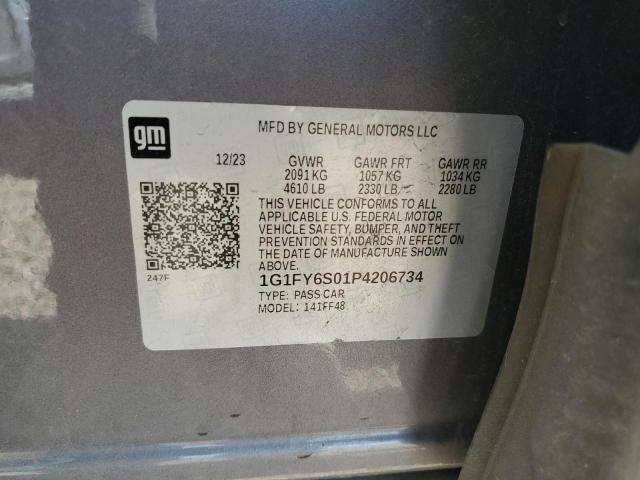 gm
MFD BY GENERAL MOTORS LLC
12/23 GVWR GAWR FRT GAWR RR
2091 KG 1057 KG 1034 KG
4610 LB 2330 LB 2280 LB
THIS VEHICLE CONFORMS TO ALL
APPLICABLE U.S. FEDERAL MOTOR
VEHICLE SAFETY, BUMPER, AND THEFT
PREVENTION STANDARDS IN EFFECT ON
THE DATE OF MANUFACTURE SHOWN
ABOVE.
247F
1G1FY6S01P4206734
TYPE: PASS CAR
MODEL: 141FF48